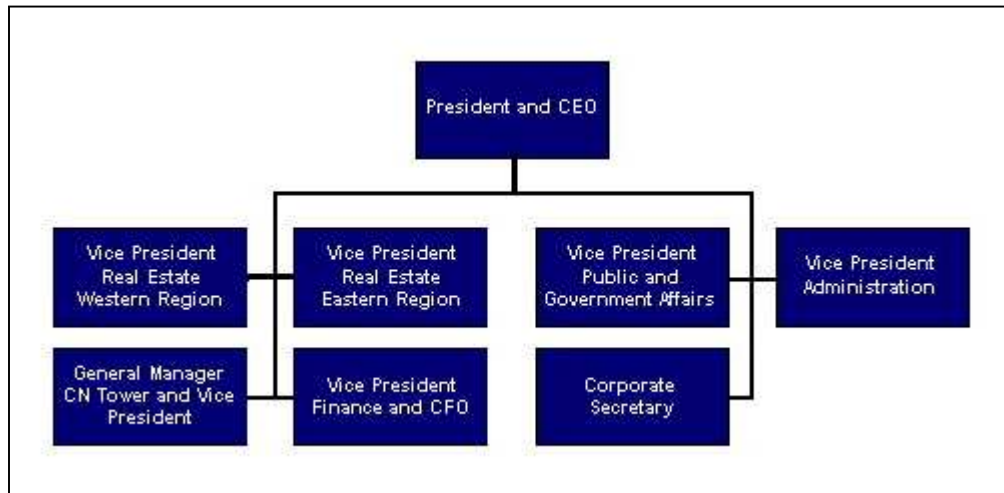 President and CEO
Vice President
Real Estate
Western Region
Vice President
Real Estate
Eastern Region
Vice President
Public and
Government Affairs
Vice President
Administration
General Manager
CN Tower and Vice
President
Vice President
Finance and CFO
Corporate
Secretary